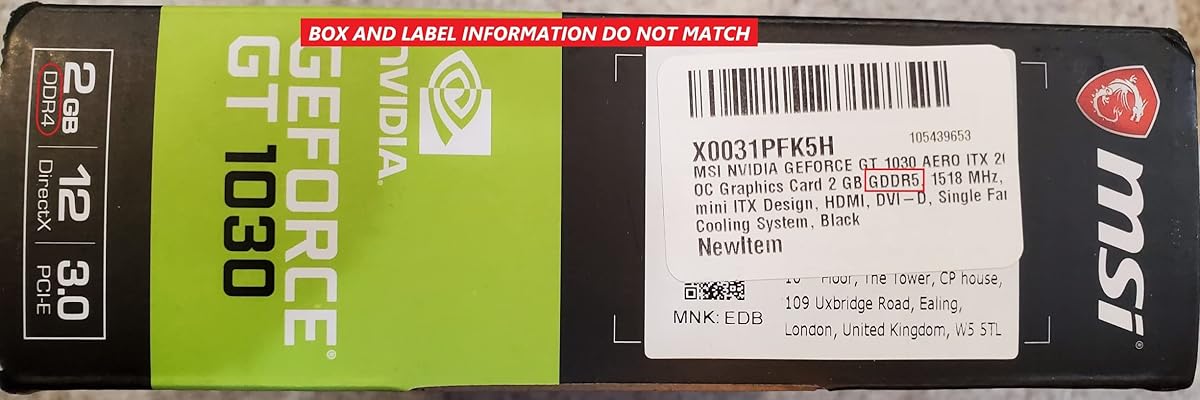 BOX AND LABEL INFORMATION DO NOT MATCH
2 GB
DDR4
12
DirectX
3.0
PCI-E
NVIDIA
GEFORCE
GT 1030
X0031PFK5H
105439653
MSI NVIDIA GEFORCE GT 1030 AERO ITX
OC Graphics Card 2 GB GDDR5, 1518 MHz,
mini ITX Design, HDMI, DVI-D, Single
Cooling System, Black
NewItem
Floor, The Tower, CP house,
109 Uxbridge Road, Ealing,
London, United Kingdom, W5 5TL
MNK: EDB
msi